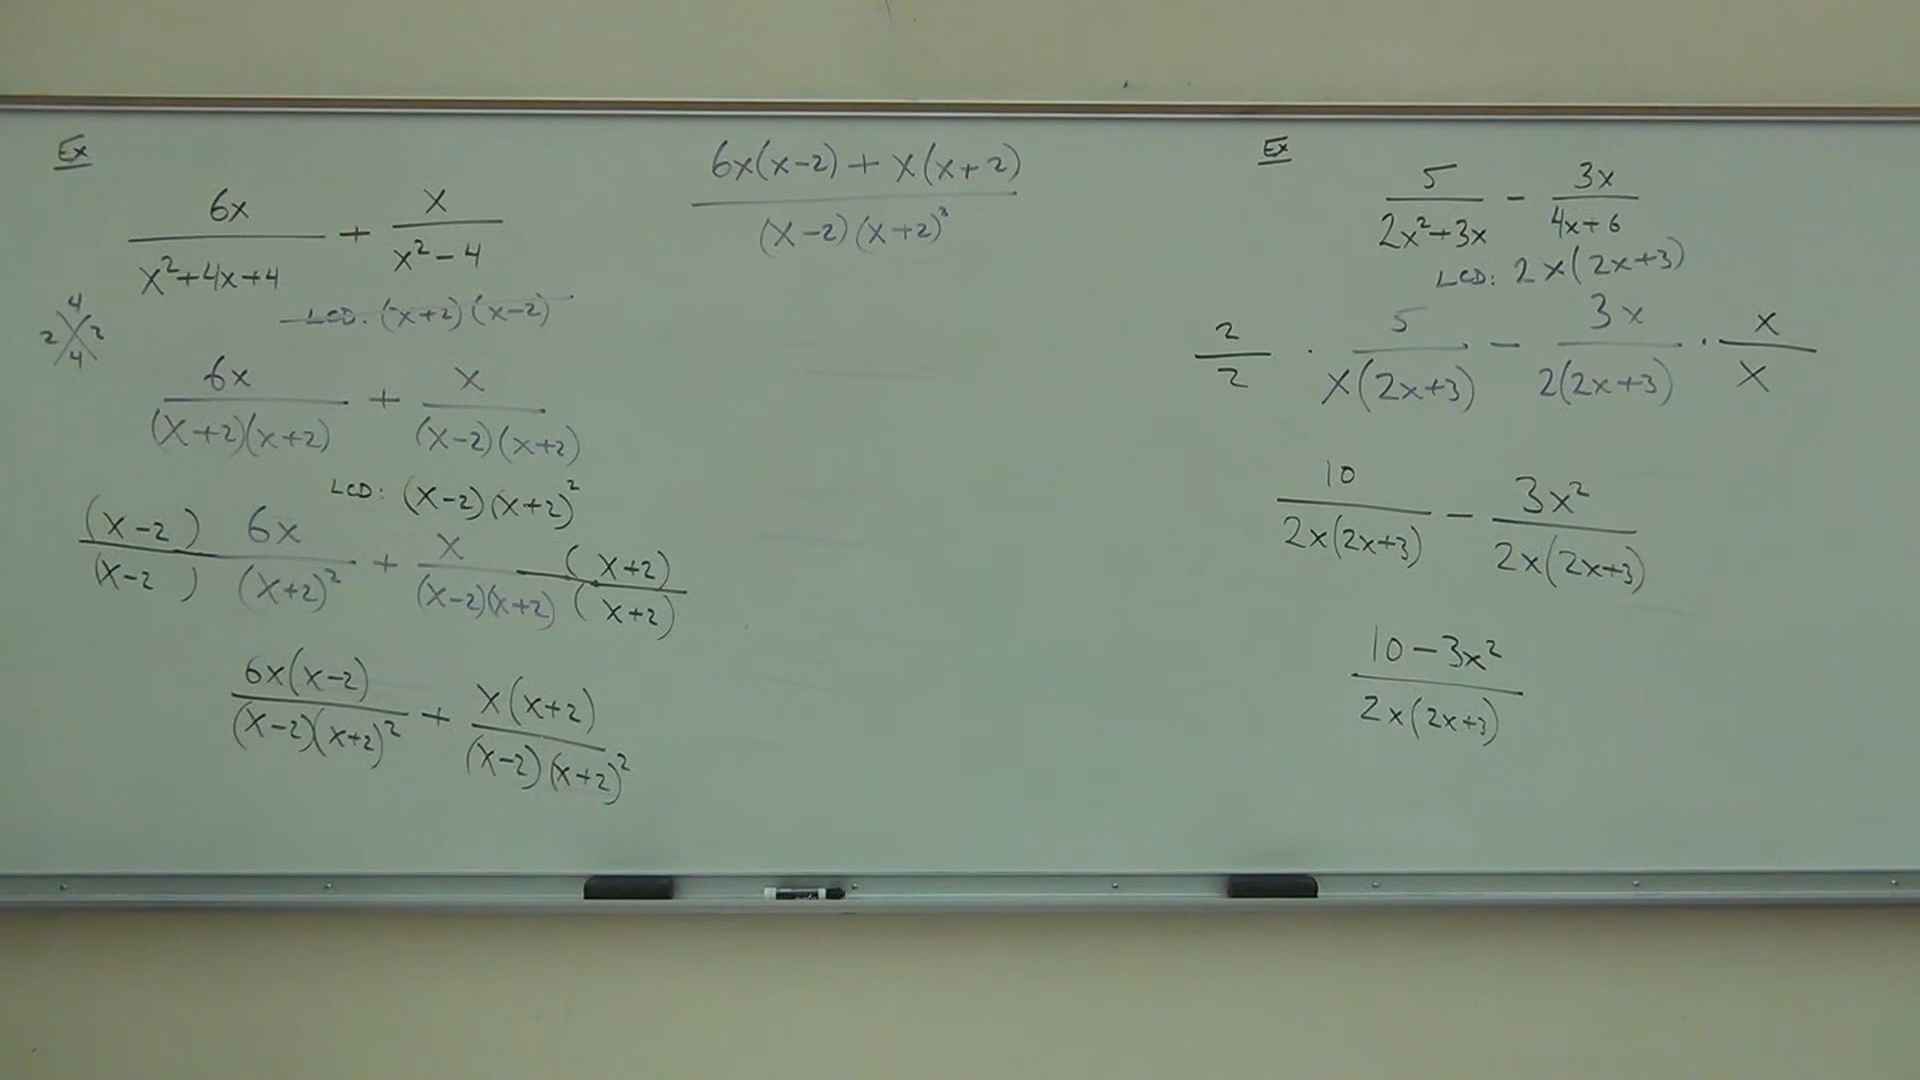 Ex
6x/(x²+4x+4) + x/(x²-4)
LCD: (x+2)(x-2)
4
2 2
4
6x/((x+2)(x+2)) + x/((x-2)(x+2))
LCD: (x-2)(x+2)²
(x-2)/(x-2) 6x/(x+2)² + x/((x-2)(x+2)) (x+2)/(x+2)
6x(x-2)/((x-2)(x+2)²) + x(x+2)/((x-2)(x+2)²)
6x(x-2) + x(x+2)
(x-2)(x+2)
Ex
5/(2x²+3x) - 3x/(4x+6)
LCD: 2x(2x+3)
2/2 · 5/(x(2x+3)) - 3x/(2(2x+3)) · x/x
10/(2x(2x+3)) - 3x²/(2x(2x+3))
10-3x²
2x(2x+3)